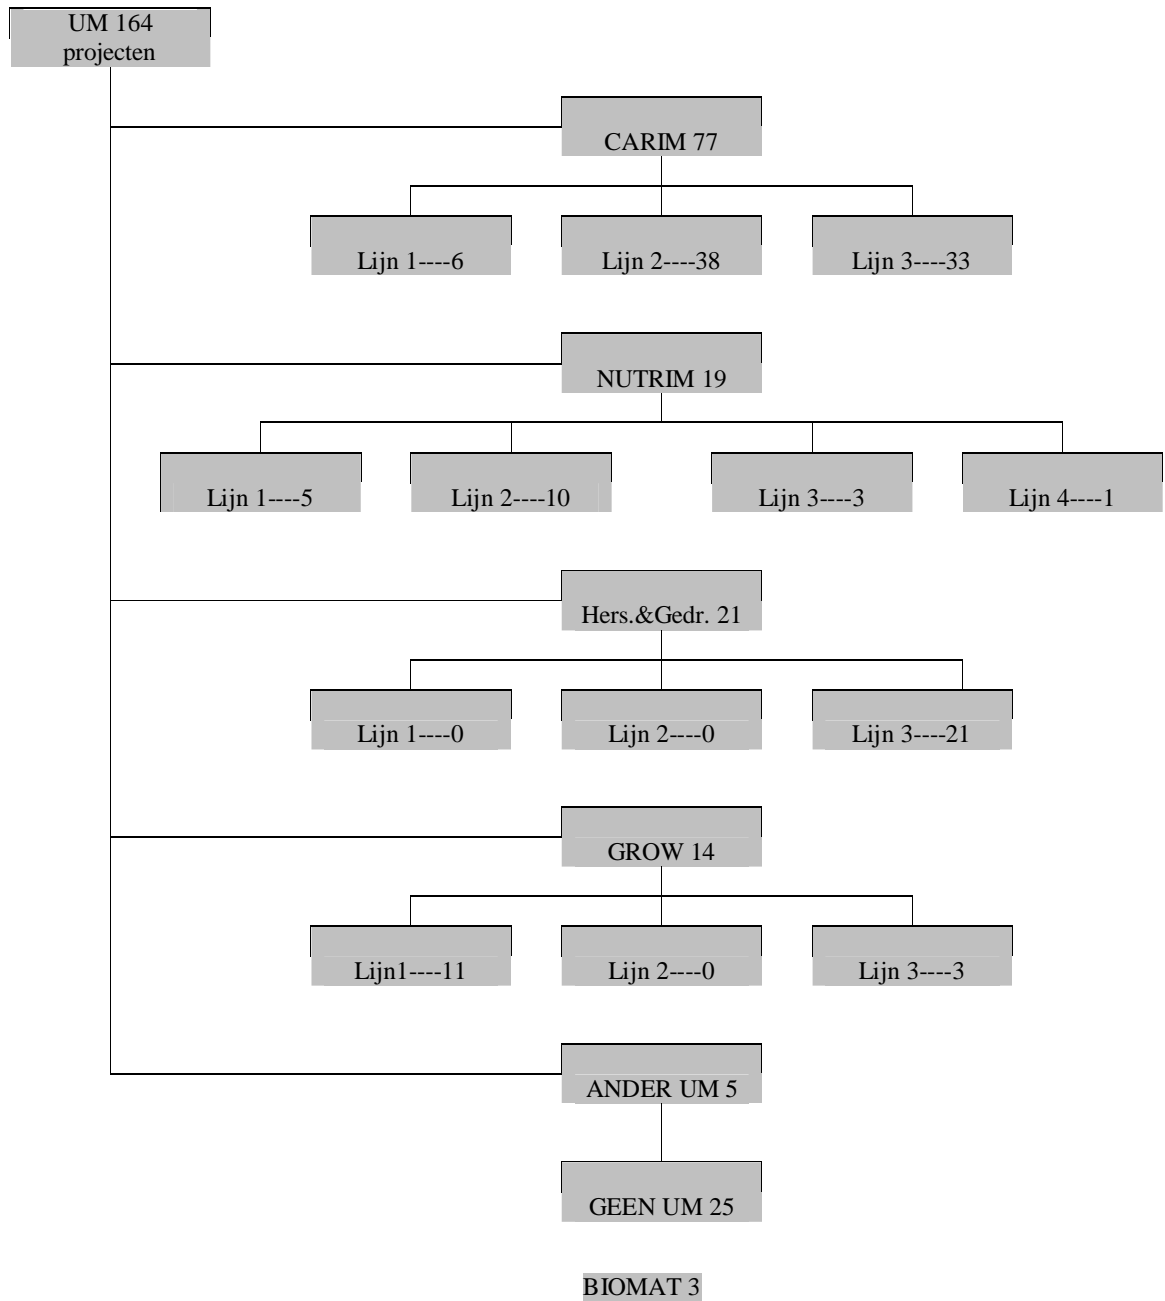 UM 164
projecten
CARIM 77
Lijn 1----6
Lijn 2----38
Lijn 3----33
NUTRIM 19
Lijn 1----5
Lijn 2----10
Lijn 3----3
Lijn 4----1
Hers.&Gedr. 21
Lijn 1----0
Lijn 2----0
Lijn 3----21
GROW 14
Lijn1----11
Lijn 2----0
Lijn 3----3
ANDER UM 5
GEEN UM 25
BIOMAT 3